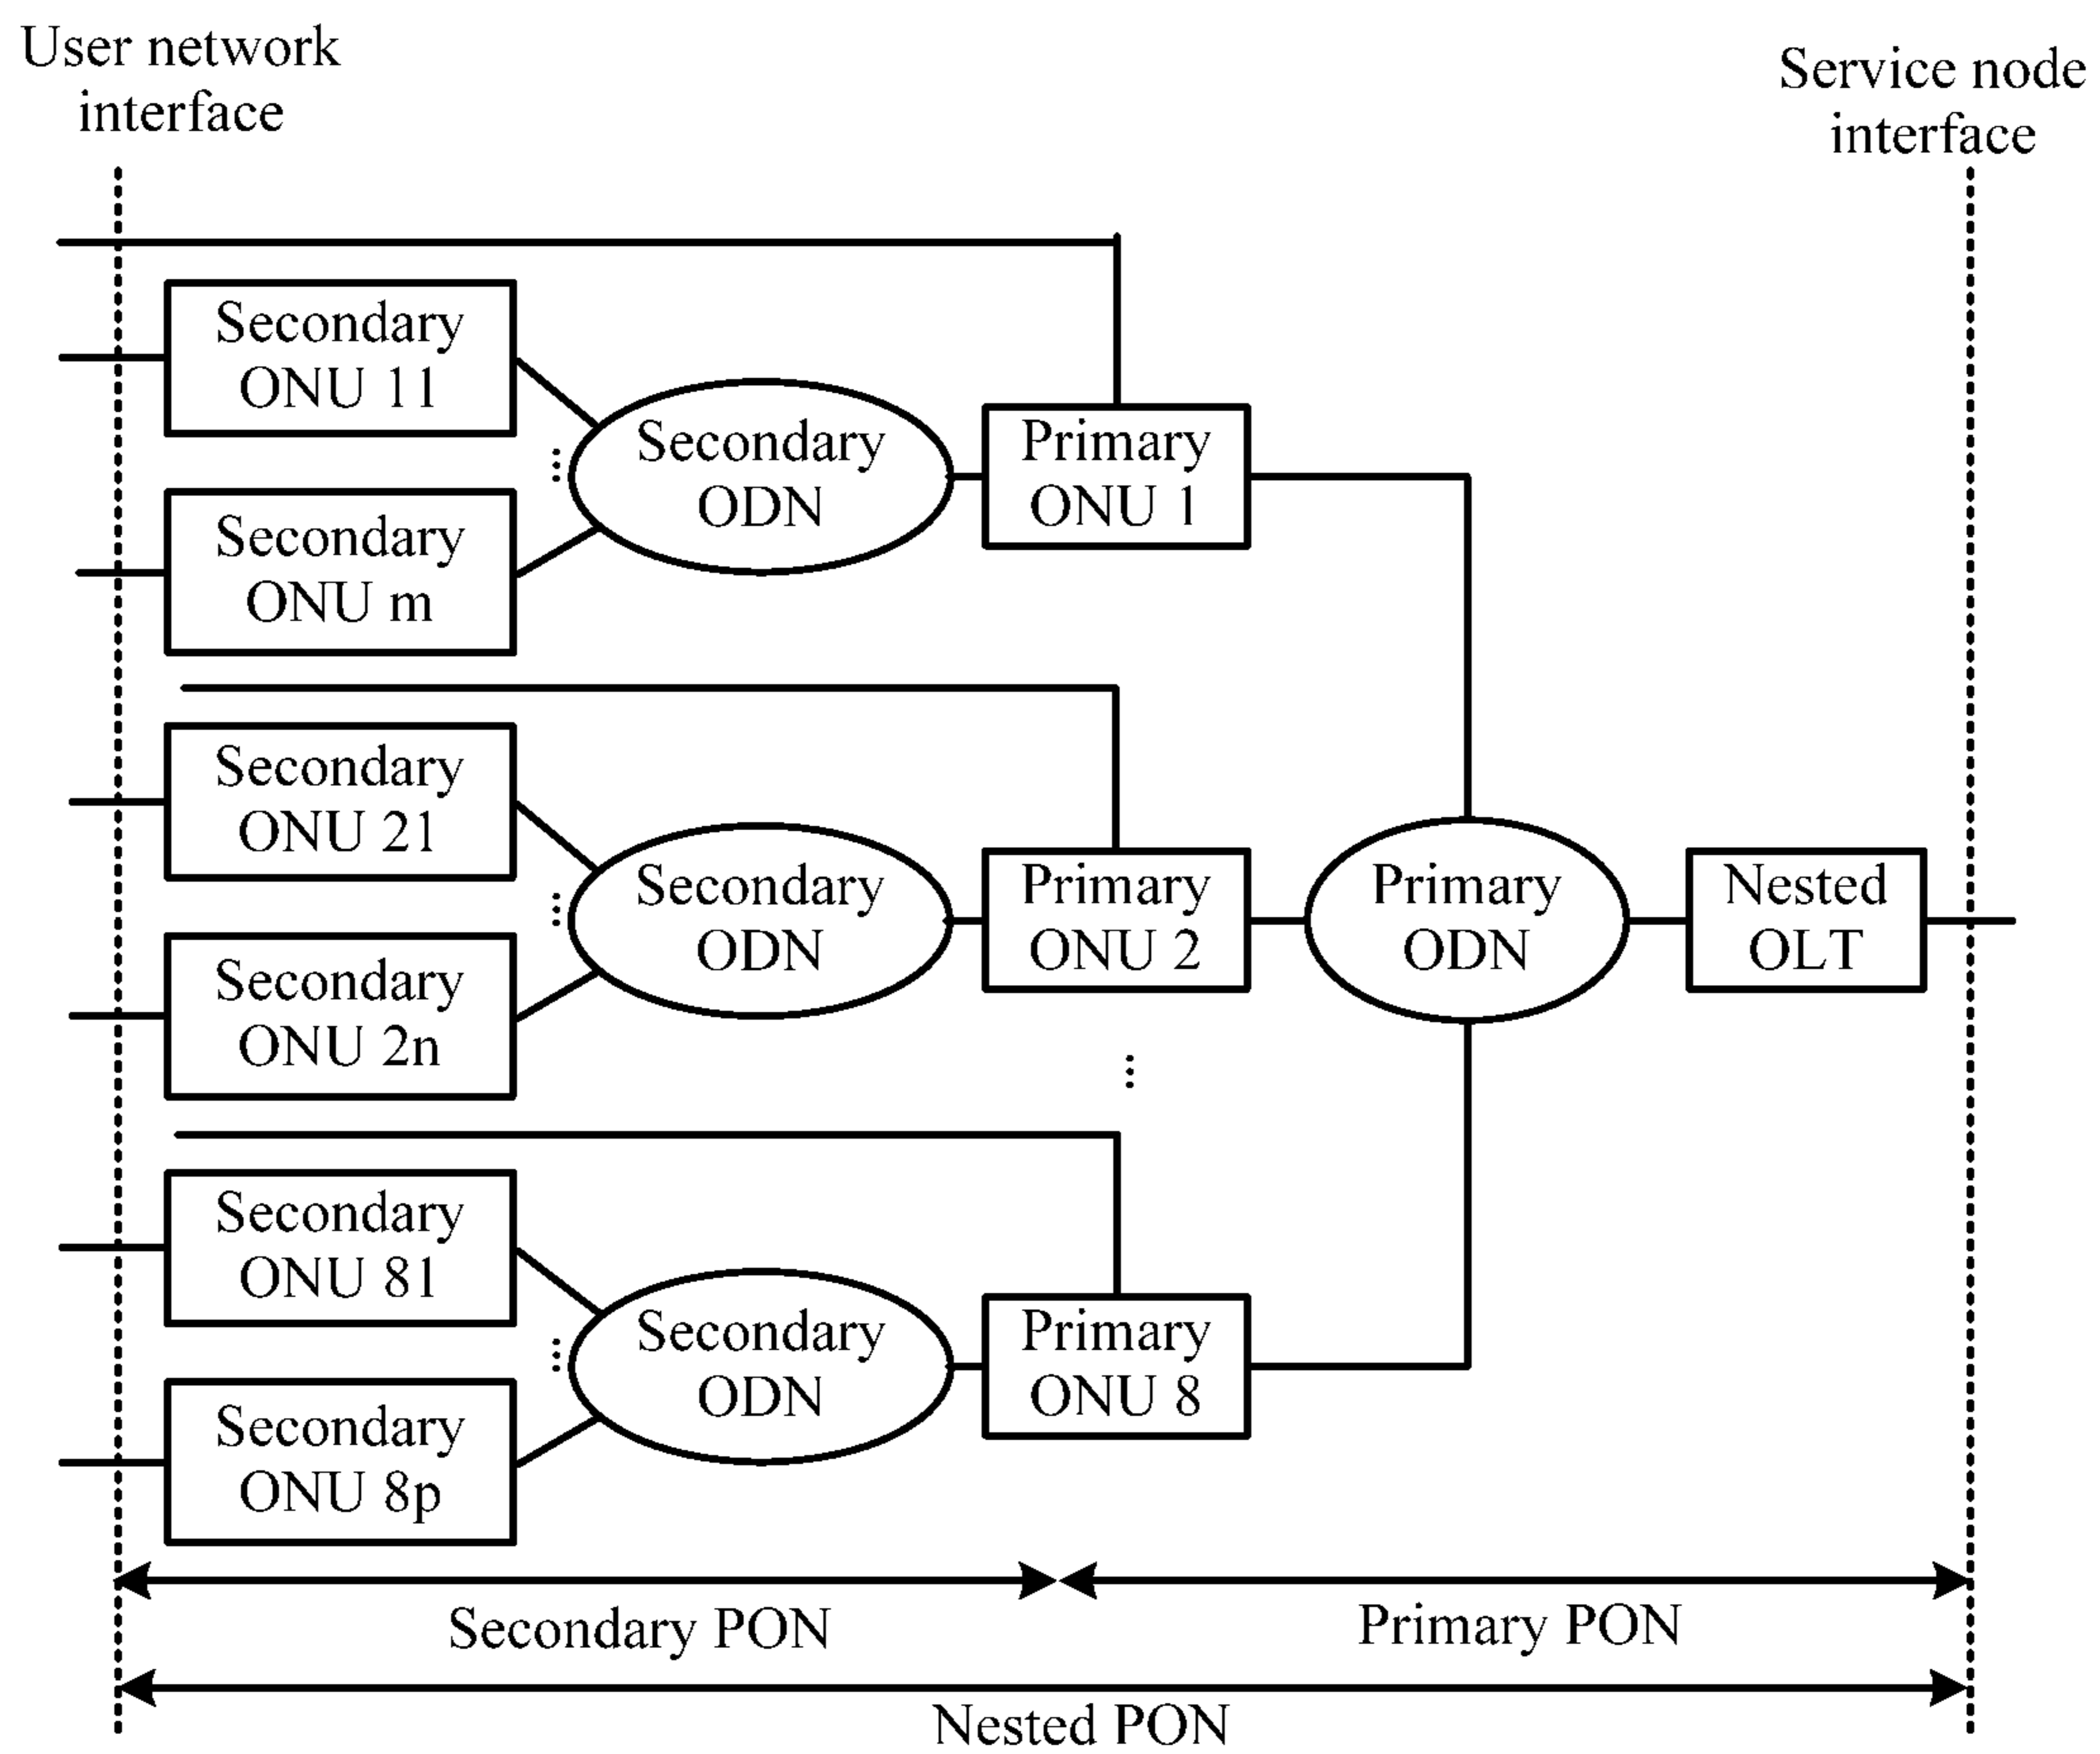 User network
interface
Service node
interface
Secondary
ONU 11
Secondary
ODN
Primary
ONU 1
Secondary
ONU m
Secondary
ONU 21
Secondary
ODN
Primary
ONU 2
Primary
ODN
Nested
OLT
Secondary
ONU 2n
Secondary
ONU 81
Secondary
ODN
Primary
ONU 8
Secondary
ONU 8p
Secondary PON
Primary PON
Nested PON